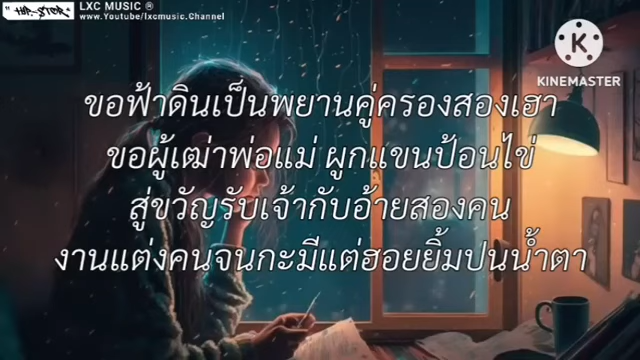 LXC MUSIC ®
www.Youtube/lxcmusic.Channel
KINEMASTER
ขอฟ้าดินเป็นพยานคู่ครองสองเฮา
ขอผู้เฒ่าพ่อแม่ ผูกแขนป้อนไข่
สู่ขวัญรับเจ้ากับอ้ายสองคน
งานแต่งคนจนกะมีแต่ฮอยยิ้มปนน้ำตา